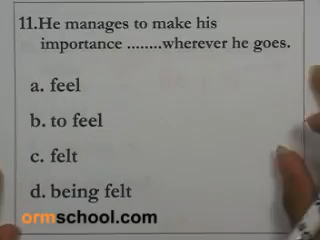 11.He manages to make his
importance ........wherever he goes.
a. feel
b. to feel
c. felt
d. being felt
ormschool.com